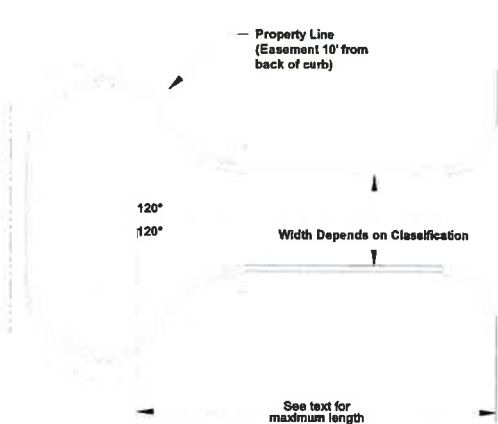 Property Line
(Easement 10' from
back of curb)
120°
120°
Width Depends on Classification
See text for
maximum length